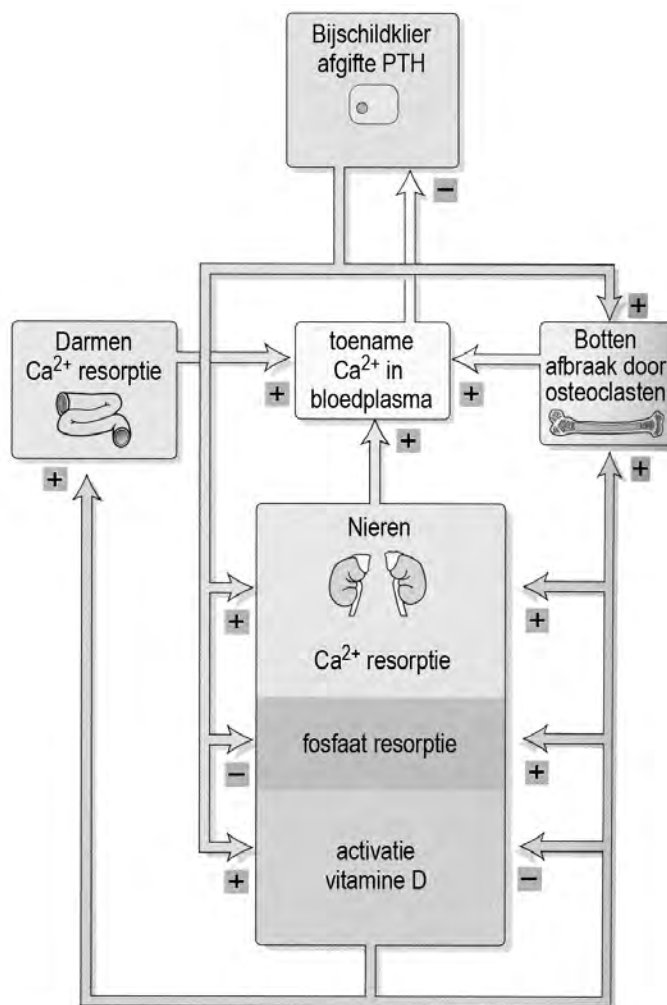 Bijschildklier
afgifte PTH
−
+
Darmen
Ca²⁺ resorptie
toename
Ca²⁺ in
bloedplasma
Botten
afbraak door
osteoclasten
+
+
+
+
+
Nieren
+
+
Ca²⁺ resorptie
fosfaat resorptie
−
+
activatie
vitamine D
+
−